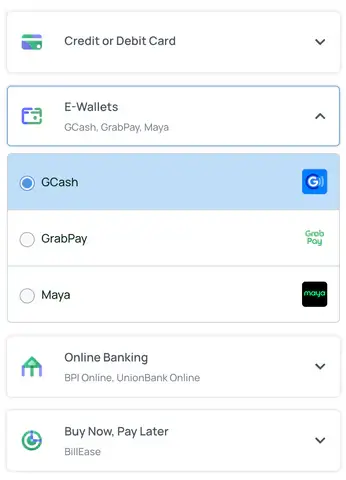 Credit or Debit Card
E-Wallets
GCash, GrabPay, Maya
GCash
G
GrabPay
Grab
Pay
Maya
maya
Online Banking
BPI Online, UnionBank Online
Buy Now, Pay Later
BillEase